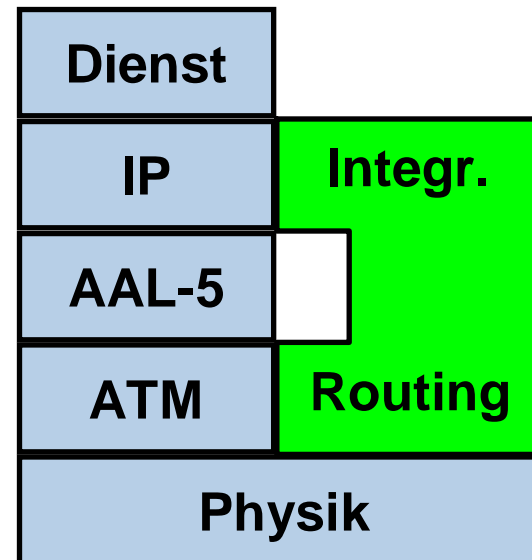 Dienst
IP
Integr.
AAL-5
ATM
Routing
Physik